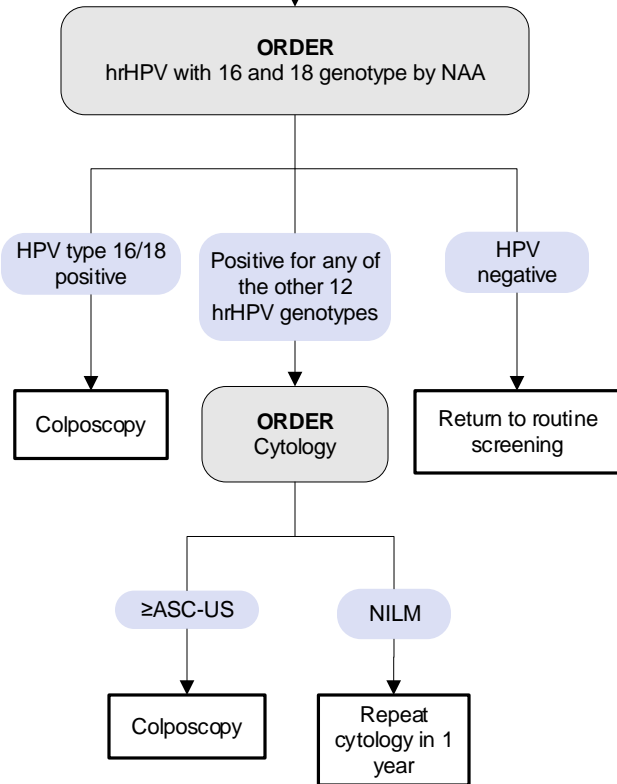 ORDER
hrHPV with 16 and 18 genotype by NAA
HPV type 16/18
positive
Positive for any of
the other 12
hrHPV genotypes
HPV
negative
Colposcopy
ORDER
Cytology
Return to routine
screening
≥ASC-US
NILM
Colposcopy
Repeat
cytology in 1
year